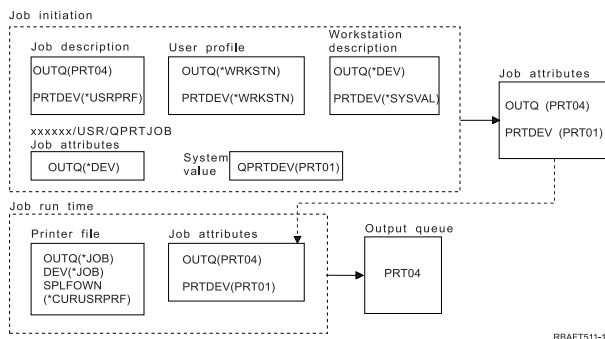 Job initiation
Job description
OUTQ(PRT04)
PRTDEV(*USRPRF)
User profile
OUTQ(*WRKSTN)
PRTDEV(*WRKSTN)
Workstation
description
OUTQ(*DEV)
PRTDEV(*SYSVAL)
Job attributes
OUTQ (PRT04)
PRTDEV (PRT01)
xxxxxx/USR/QPRTJOB
Job attributes
OUTQ(*DEV)
System
value
QPRTDEV(PRT01)
Job run time
Printer file
OUTQ(*JOB)
DEV(*JOB)
SPLFOWN
(*CURUSRPRF)
Job attributes
OUTQ(PRT04)
PRTDEV(PRT01)
Output queue
PRT04
RBAFT511-1